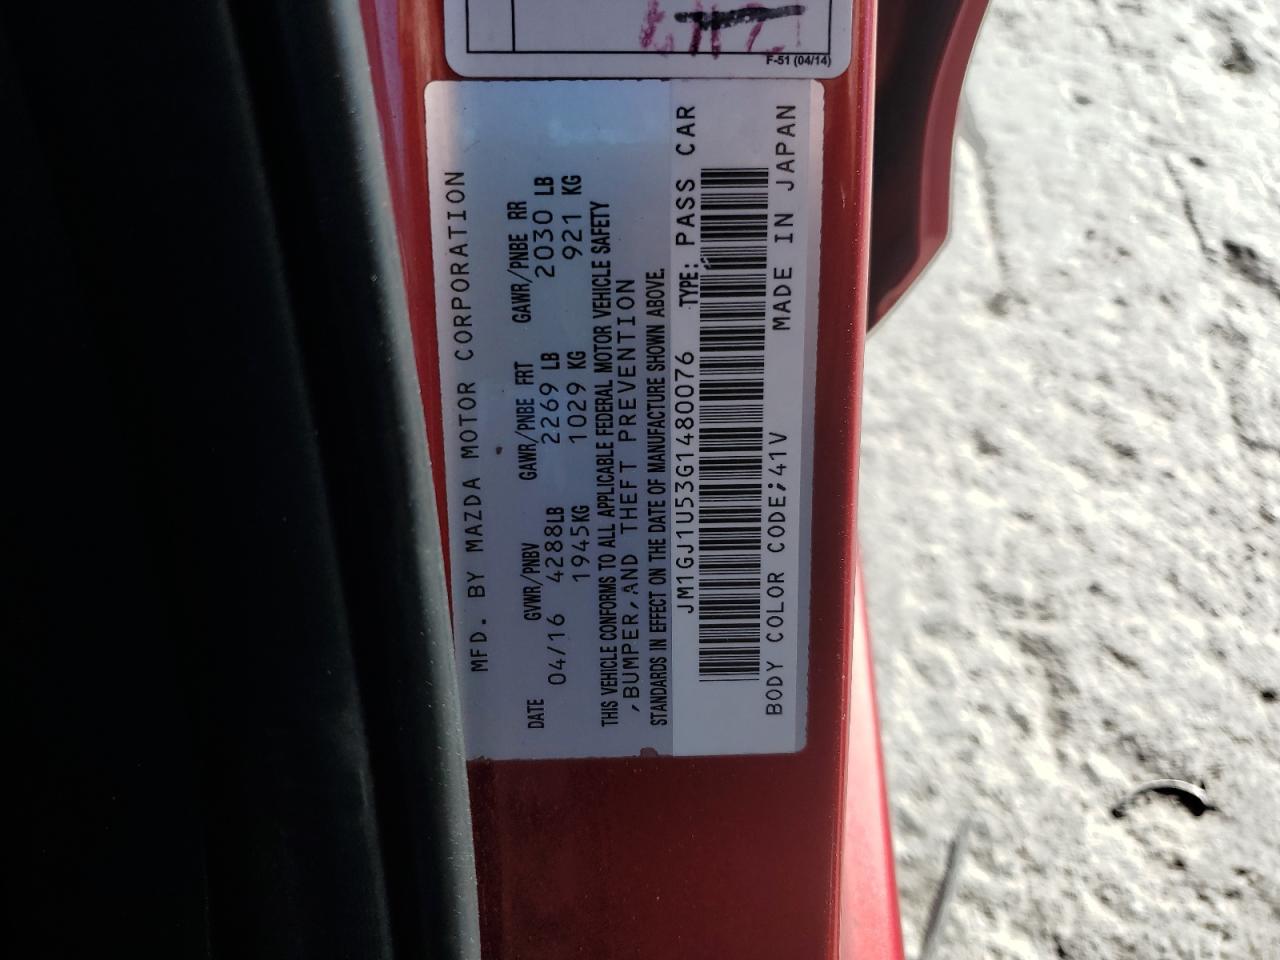 F-51 (04/14)
MFD. BY MAZDA MOTOR CORPORATION
DATE GVWR/PNBV GAWR/PNBE FRT GAWR/PNBE RR
04/16 4288LB 2269 LB 2030 LB
1945KG 1029 KG 921 KG
THIS VEHICLE CONFORMS TO ALL APPLICABLE FEDERAL MOTOR VEHICLE SAFETY
,BUMPER,AND THEFT PREVENTION
STANDARDS IN EFFECT ON THE DATE OF MANUFACTURE SHOWN ABOVE.
JM1GJ1U53G1480076 TYPE: PASS CAR
BODY COLOR CODE;41V MADE IN JAPAN